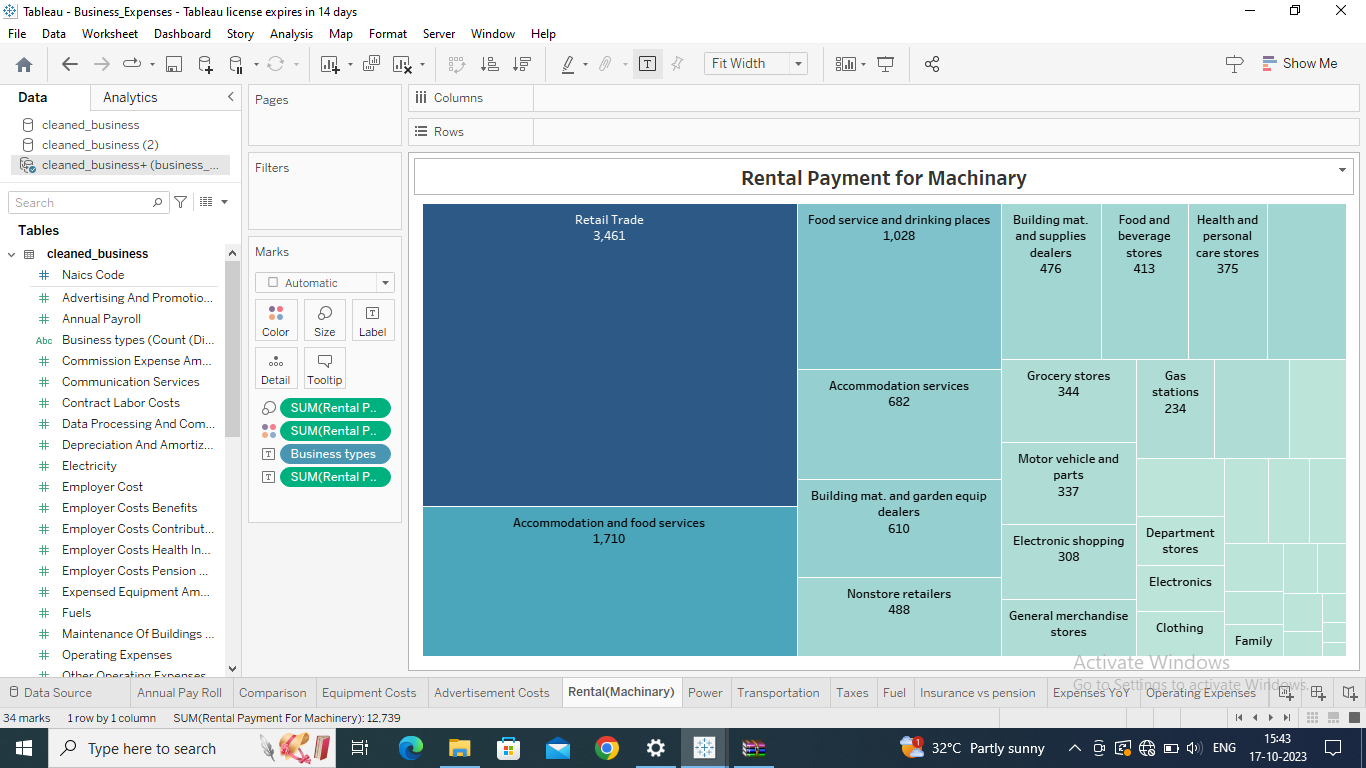 Tableau - Business_Expenses - Tableau license expires in 14 days
File Data Worksheet Dashboard Story Analysis Map Format Server Window Help
Fit Width
Show Me
Data Analytics
cleaned_business
cleaned_business (2)
cleaned_business+ (business_...
Search
Tables
cleaned_business
Naics Code
Advertising And Promotio...
Annual Payroll
Abc Business types (Count (Di...
Commission Expense Am...
Communication Services
Contract Labor Costs
Data Processing And Com...
Depreciation And Amortiz...
Electricity
Employer Cost
Employer Costs Benefits
Employer Costs Contribut...
Employer Costs Health In...
Employer Costs Pension ...
Expensed Equipment Am...
Fuels
Maintenance Of Buildings ...
Operating Expenses
Other Operating Expenses
Pages
Filters
Marks
Automatic
Color Size Label
Detail Tooltip
SUM(Rental P..
SUM(Rental P..
Business types
SUM(Rental P..
Columns
Rows
Rental Payment for Machinary
Retail Trade
3,461
Accommodation and food services
1,710
Food service and drinking places
1,028
Accommodation services
682
Building mat. and garden equip
dealers
610
Nonstore retailers
488
Building mat.
and supplies
dealers
476
Food and
beverage
stores
413
Health and
personal
care stores
375
Grocery stores
344
Motor vehicle and
parts
337
Electronic shopping
308
General merchandise
stores
Gas
stations
234
Department
stores
Electronics
Clothing
Family
Activate Windows
Go to Settings to activate Windows.
Data Source Annual Pay Roll Comparison Equipment Costs Advertisement Costs Rental(Machinary) Power Transportation Taxes Fuel Insurance vs pension Expenses YoY Operating Expenses
34 marks 1 row by 1 column SUM(Rental Payment For Machinery): 12,739
Type here to search
1
32°C Partly sunny
ENG
15:43
17-10-2023